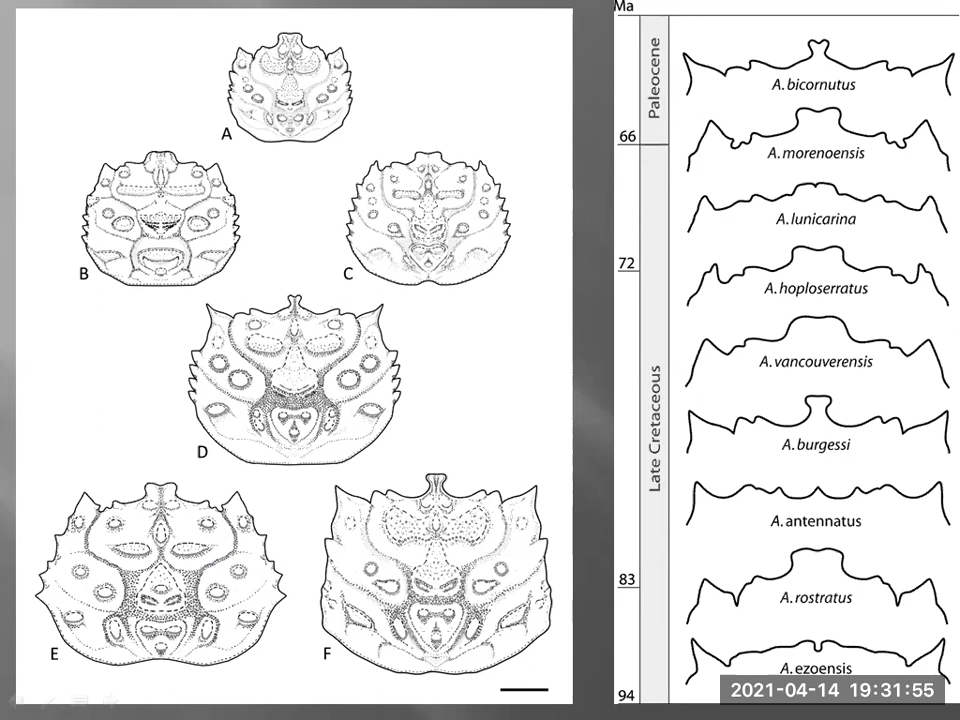 A
B
C
D
E
F
Ma
Paleocene
66
72
Late Cretaceous
83
94
A. bicornutus
A. morenoensis
A. lunicarina
A. hoploserratus
A. vancouverensis
A. burgessi
A. antennatus
A. rostratus
A. ezoensis
2021-04-14 19:31:55